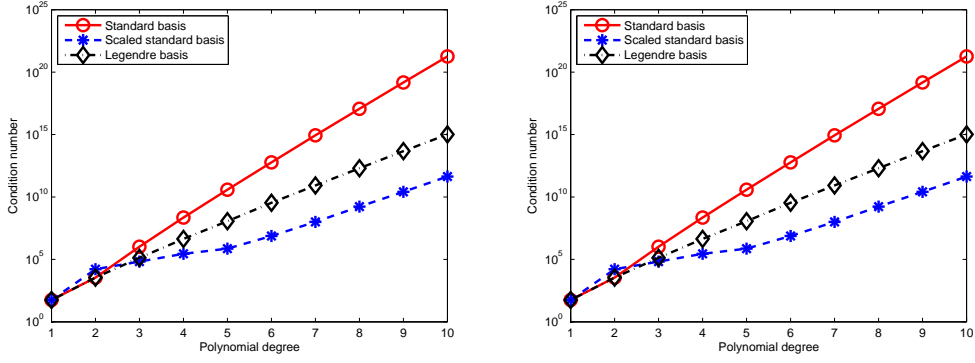 10^25
10^20
10^15
10^10
10^5
10^0
Condition number
Standard basis
Scaled standard basis
Legendre basis
1 2 3 4 5 6 7 8 9 10
Polynomial degree
10^25
10^20
10^15
10^10
10^5
10^0
Condition number
Standard basis
Scaled standard basis
Legendre basis
1 2 3 4 5 6 7 8 9 10
Polynomial degree